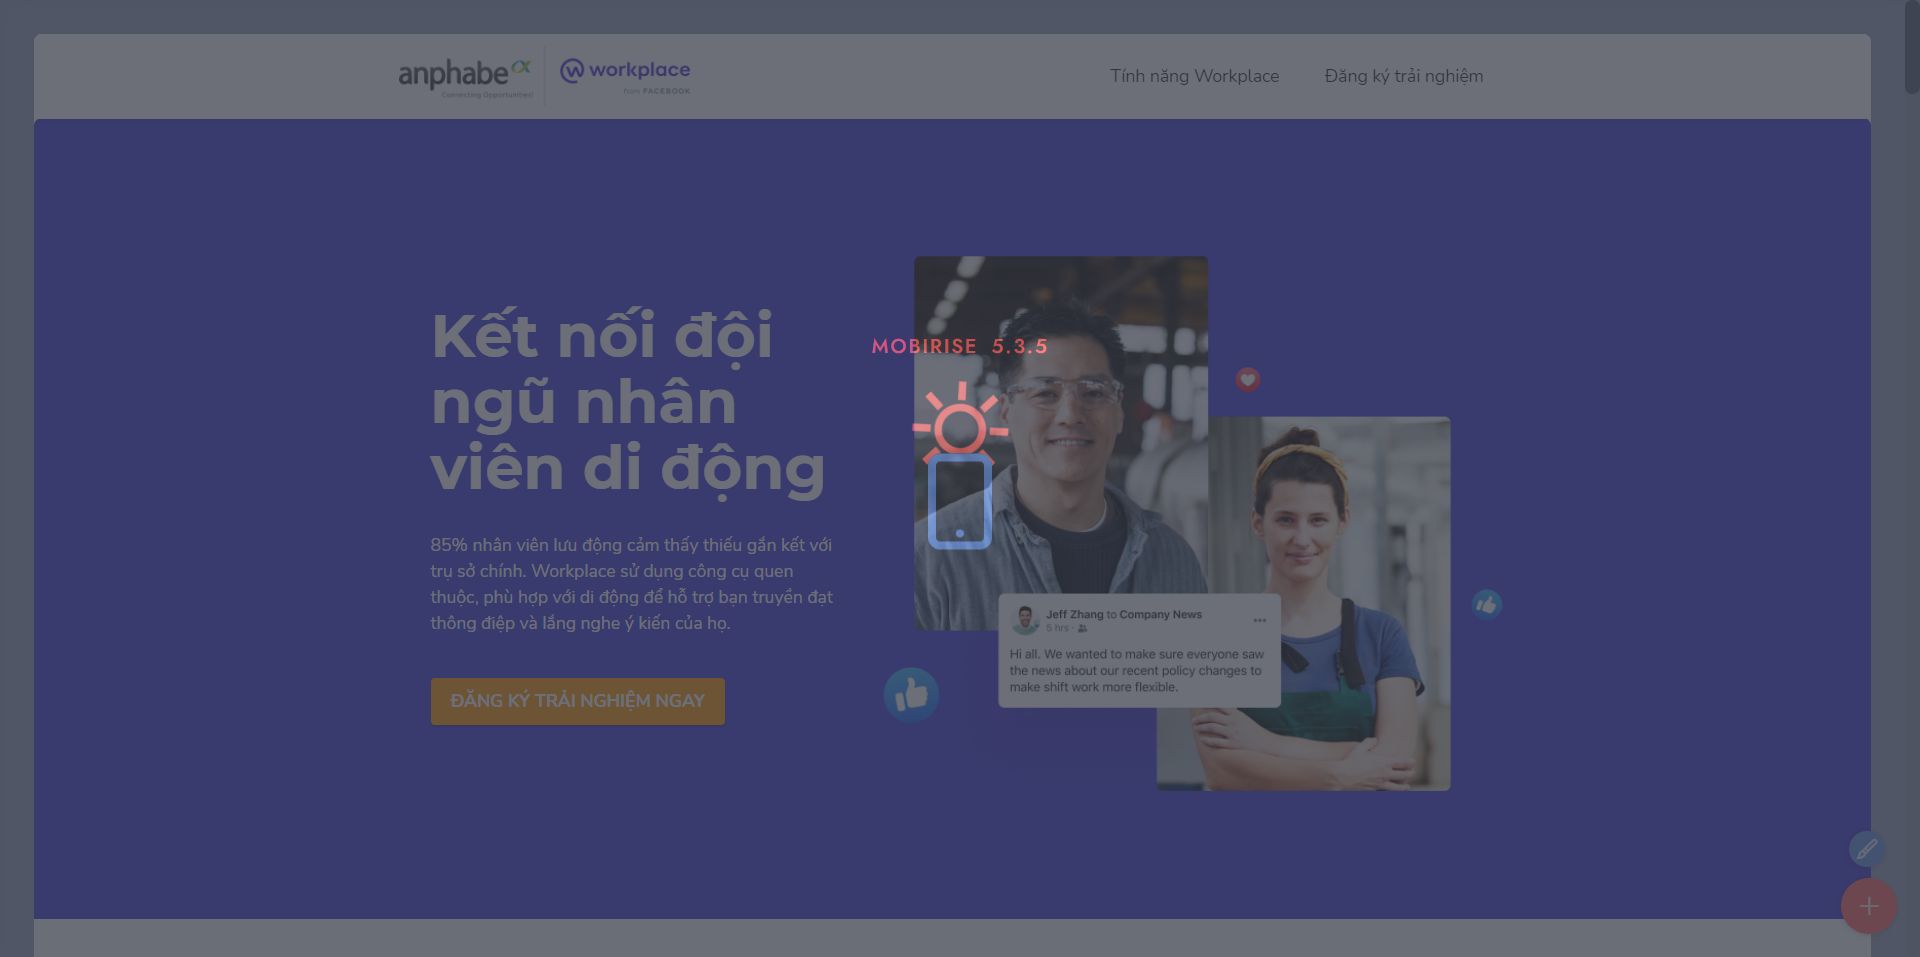 anphabe
Connecting Opportunities!
workplace
from FACEBOOK
Tính năng Workplace
Đăng ký trải nghiệm
Kết nối đội
ngũ nhân
viên di động
MOBIRISE 5.3.5
85% nhân viên lưu động cảm thấy thiếu gắn kết với
trụ sở chính. Workplace sử dụng công cụ quen
thuộc, phù hợp với di động để hỗ trợ bạn truyền đạt
thông điệp và lắng nghe ý kiến của họ.
ĐĂNG KÝ TRẢI NGHIỆM NGAY
Jeff Zhang to Company News
5 hrs ·
Hi all. We wanted to make sure everyone saw
the news about our recent policy changes to
make shift work more flexible.